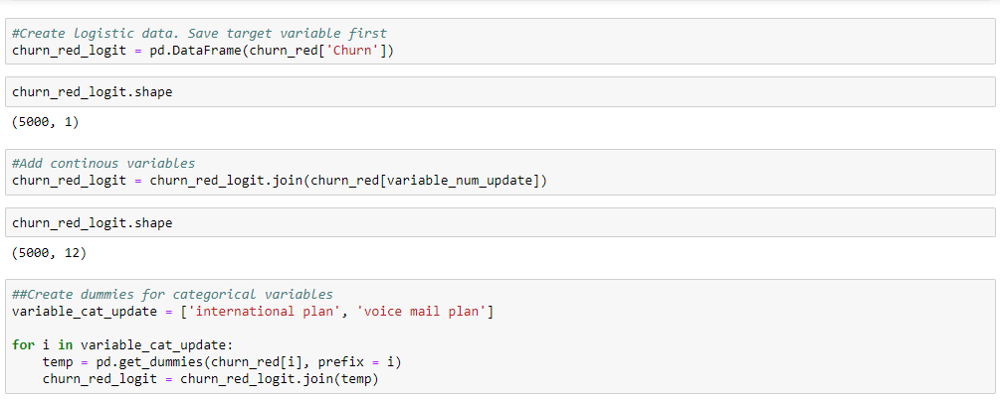 #Create logistic data. Save target variable first
churn_red_logit = pd.DataFrame(churn_red['Churn'])
churn_red_logit.shape
(5000, 1)
#Add continous variables
churn_red_logit = churn_red_logit.join(churn_red[variable_num_update])
churn_red_logit.shape
(5000, 12)
##Create dummies for categorical variables
variable_cat_update = ['international plan', 'voice mail plan']
for i in variable_cat_update:
    temp = pd.get_dummies(churn_red[i], prefix = i)
    churn_red_logit = churn_red_logit.join(temp)